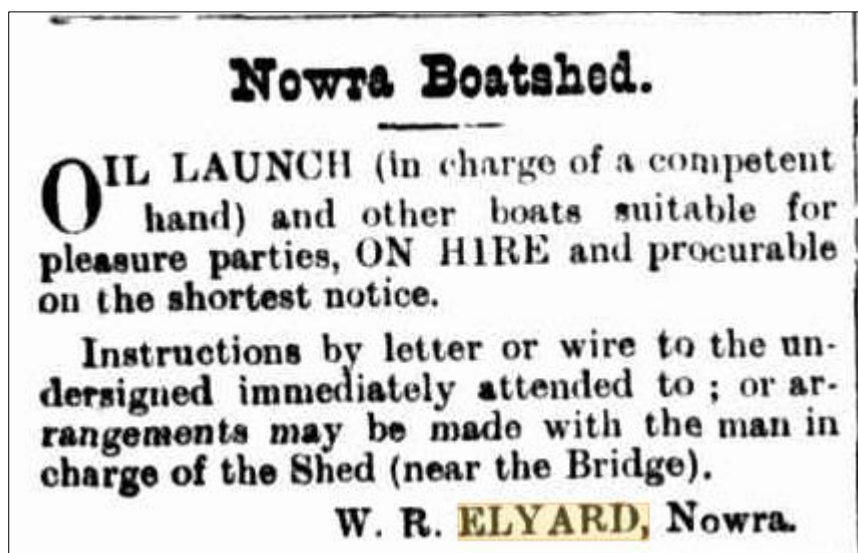 Nowra Boatshed.
OIL LAUNCH (in charge of a competent
hand) and other boats suitable for
pleasure parties, ON HIRE and procurable
on the shortest notice.
Instructions by letter or wire to the un-
dersigned immediately attended to ; or ar-
rangements may be made with the man in
charge of the Shed (near the Bridge).
W. R. ELYARD, Nowra.